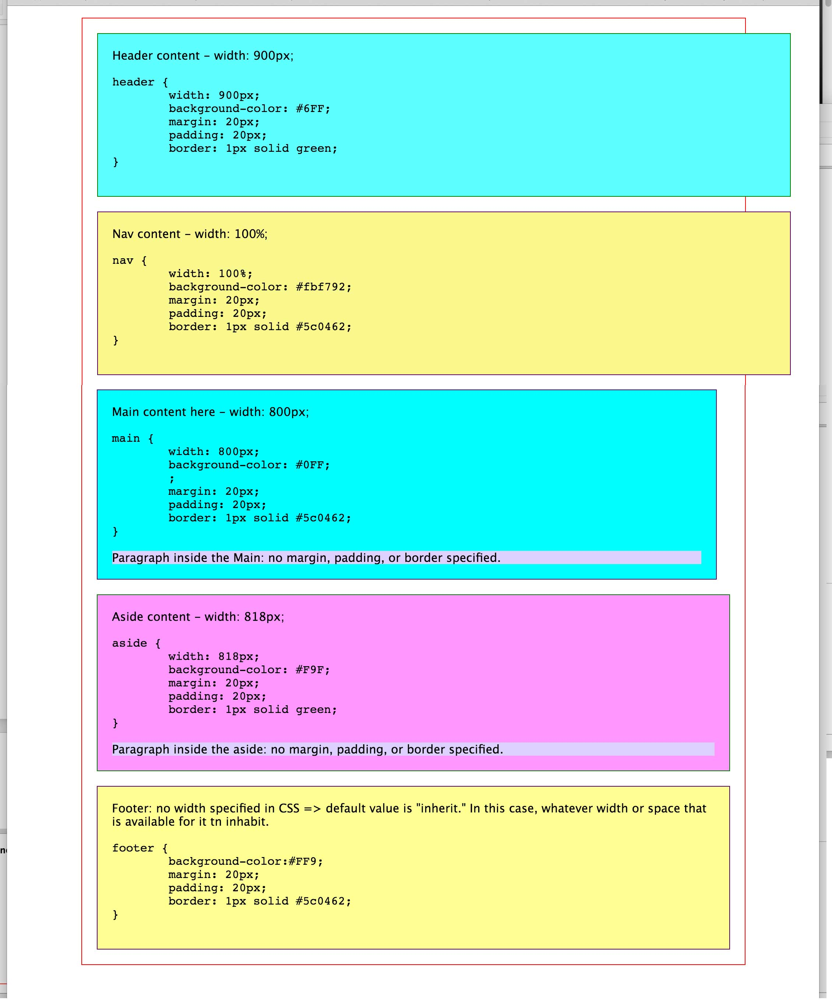 Header content – width: 900px;
header {
width: 900px;
background-color: #6FF;
margin: 20px;
padding: 20px;
border: 1px solid green;
}
Nav content – width: 100%;
nav {
width: 100%;
background-color: #fbf792;
margin: 20px;
padding: 20px;
border: 1px solid #5c0462;
}
Main content here – width: 800px;
main {
width: 800px;
background-color: #0FF;
;
margin: 20px;
padding: 20px;
border: 1px solid #5c0462;
}
Paragraph inside the Main: no margin, padding, or border specified.
Aside content – width: 818px;
aside {
width: 818px;
background-color: #F9F;
margin: 20px;
padding: 20px;
border: 1px solid green;
}
Paragraph inside the aside: no margin, padding, or border specified.
Footer: no width specified in CSS => default value is "inherit." In this case, whatever width or space that
is available for it tn inhabit.
footer {
background-color:#FF9;
margin: 20px;
padding: 20px;
border: 1px solid #5c0462;
}